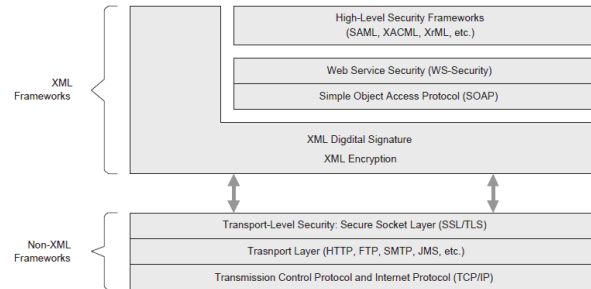 High-Level Security Frameworks
(SAML, XACML, XrML, etc.)
XML
Frameworks
Web Service Security (WS-Security)
Simple Object Access Protocol (SOAP)
XML Digdital Signature
XML Encryption
Non-XML
Frameworks
Transport-Level Security: Secure Socket Layer (SSL/TLS)
Trasnport Layer (HTTP, FTP, SMTP, JMS, etc.)
Transmission Control Protocol and Internet Protocol (TCP/IP)